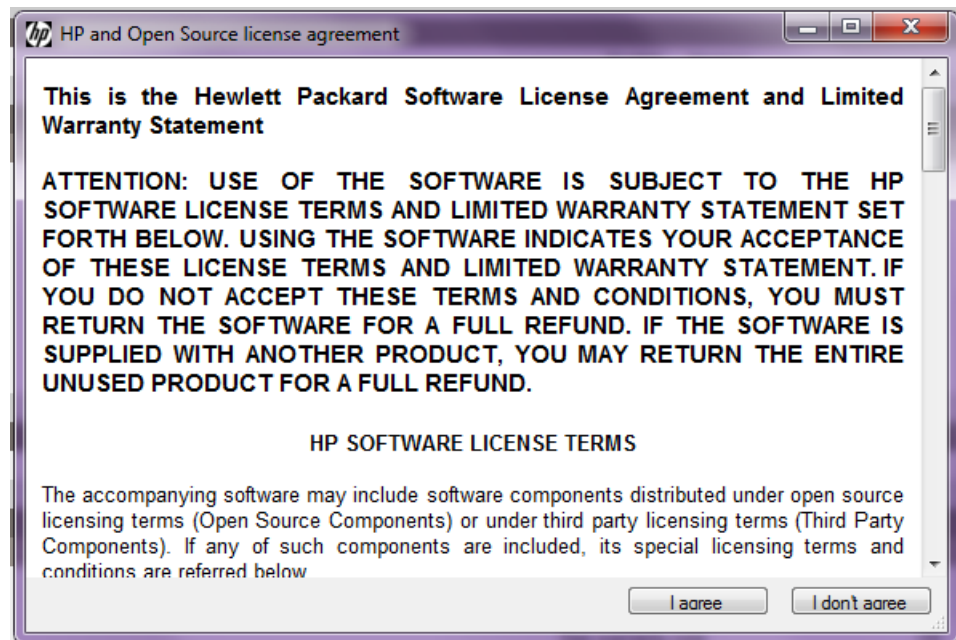 hp HP and Open Source license agreement
This is the Hewlett Packard Software License Agreement and Limited
Warranty Statement
ATTENTION: USE OF THE SOFTWARE IS SUBJECT TO THE HP
SOFTWARE LICENSE TERMS AND LIMITED WARRANTY STATEMENT SET
FORTH BELOW. USING THE SOFTWARE INDICATES YOUR ACCEPTANCE
OF THESE LICENSE TERMS AND LIMITED WARRANTY STATEMENT. IF
YOU DO NOT ACCEPT THESE TERMS AND CONDITIONS, YOU MUST
RETURN THE SOFTWARE FOR A FULL REFUND. IF THE SOFTWARE IS
SUPPLIED WITH ANOTHER PRODUCT, YOU MAY RETURN THE ENTIRE
UNUSED PRODUCT FOR A FULL REFUND.
HP SOFTWARE LICENSE TERMS
The accompanying software may include software components distributed under open source
licensing terms (Open Source Components) or under third party licensing terms (Third Party
Components). If any of such components are included, its special licensing terms and
conditions are referred below
I agree
I don't agree